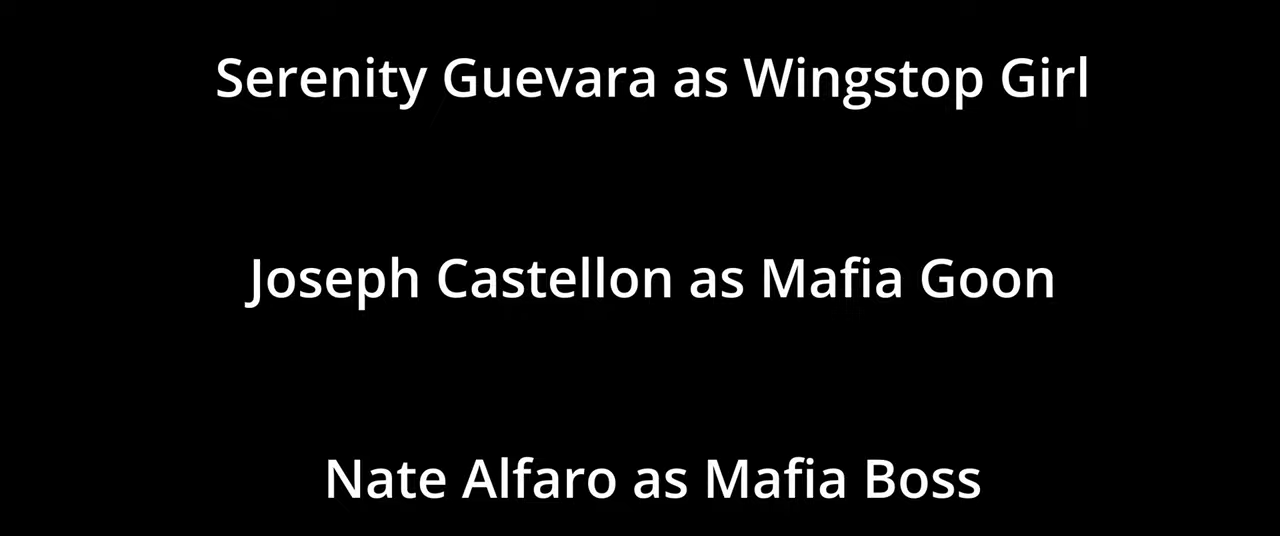 Serenity Guevara as Wingstop Girl
Joseph Castellon as Mafia Goon
Nate Alfaro as Mafia Boss